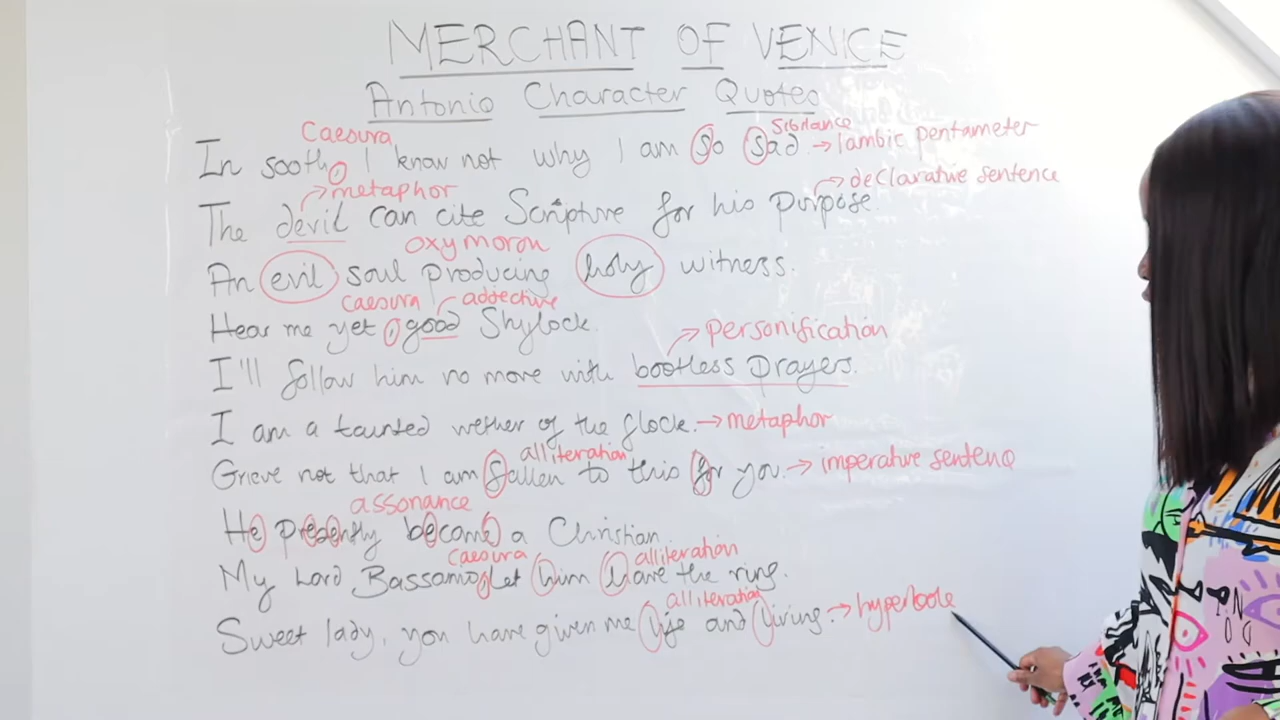 MERCHANT OF VENICE
Antonio Character Quotes
Caesura
Sibilance
In sooth, I know not why I am so sad → Iambic pentameter
→ metaphor
→ declarative sentence
The devil can cite Scripture for his Purpose.
oxymoron
An evil soul producing holy witness.
Caesura
adjective
Hear me yet, good Shylock.
→ personification
I'll follow him no more with bootless prayers.
I am a tainted wether of the flock. → metaphor
alliteration
Grieve not that I am fallen to this for you. → imperative sentence
assonance
He presently become a Christian.
Caesura
alliteration
My Lord Bassanio, let him have the ring.
alliteration
Sweet lady, you have given me life and living. → hyperbole